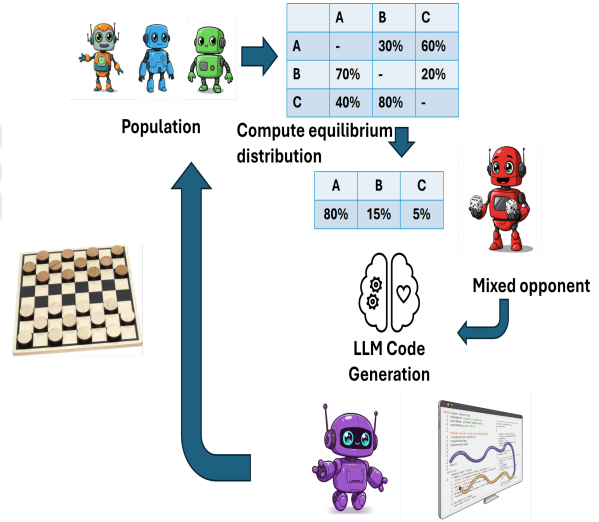 A B C
A - 30% 60%
B 70% - 20%
C 40% 80% -
Population
Compute equilibrium
distribution
A B C
80% 15% 5%
Mixed opponent
LLM Code
Generation